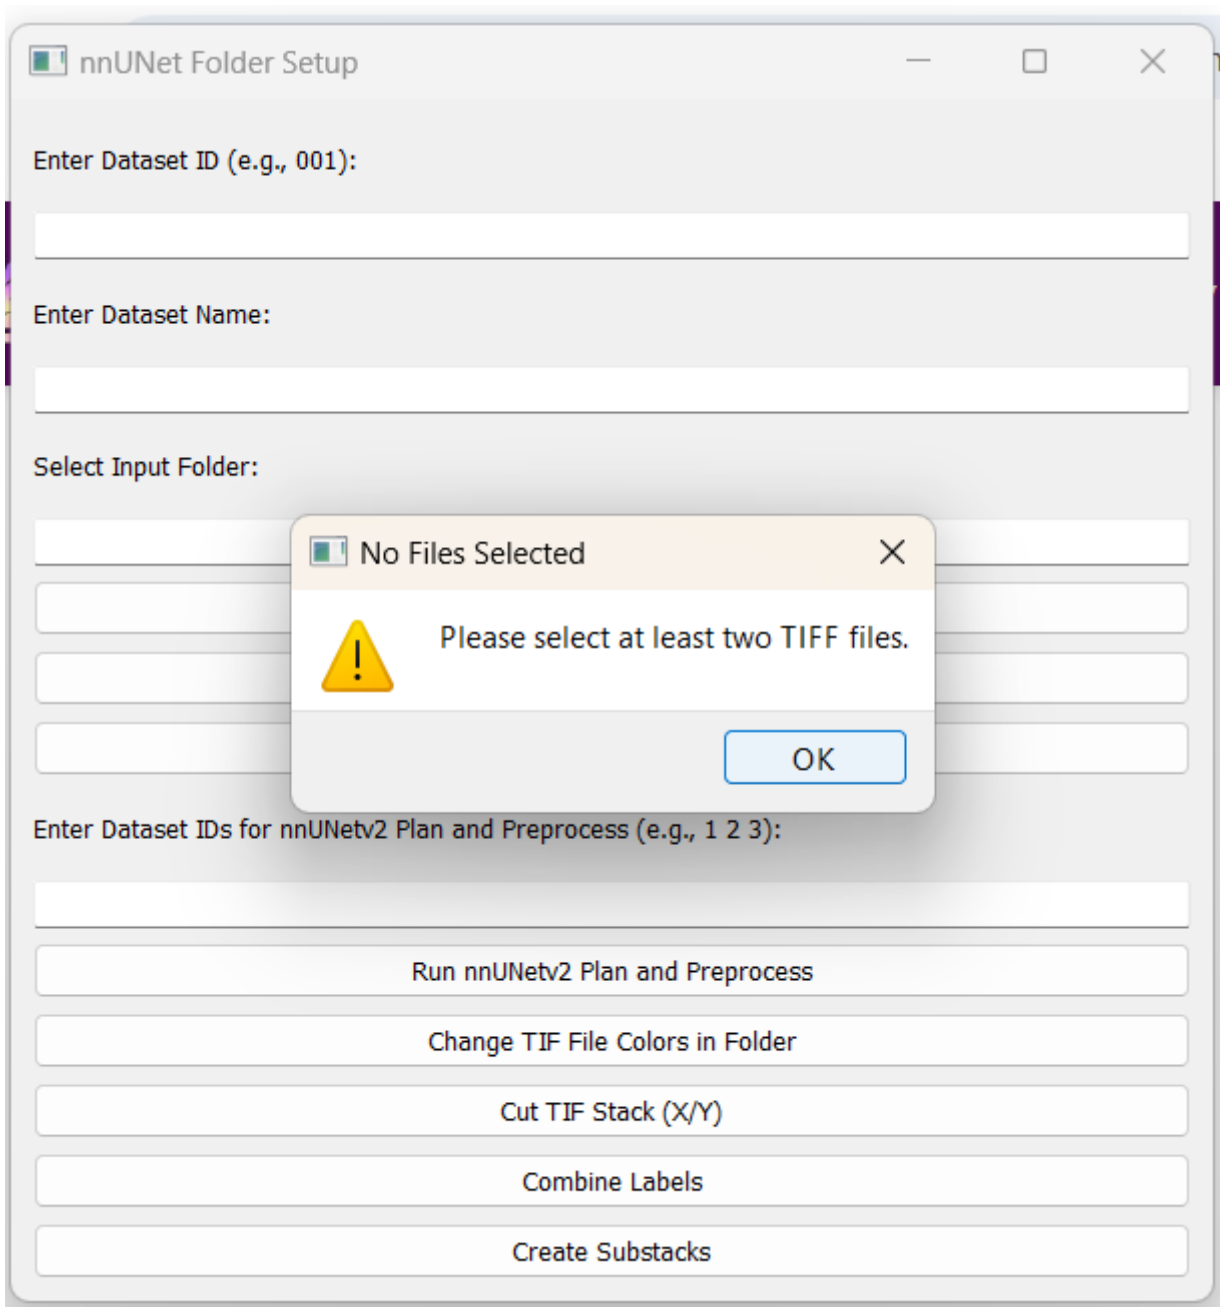 nnUNet Folder Setup
Enter Dataset ID (e.g., 001):
Enter Dataset Name:
Select Input Folder:
No Files Selected
Please select at least two TIFF files.
OK
Enter Dataset IDs for nnUNetv2 Plan and Preprocess (e.g., 1 2 3):
Run nnUNetv2 Plan and Preprocess
Change TIF File Colors in Folder
Cut TIF Stack (X/Y)
Combine Labels
Create Substacks